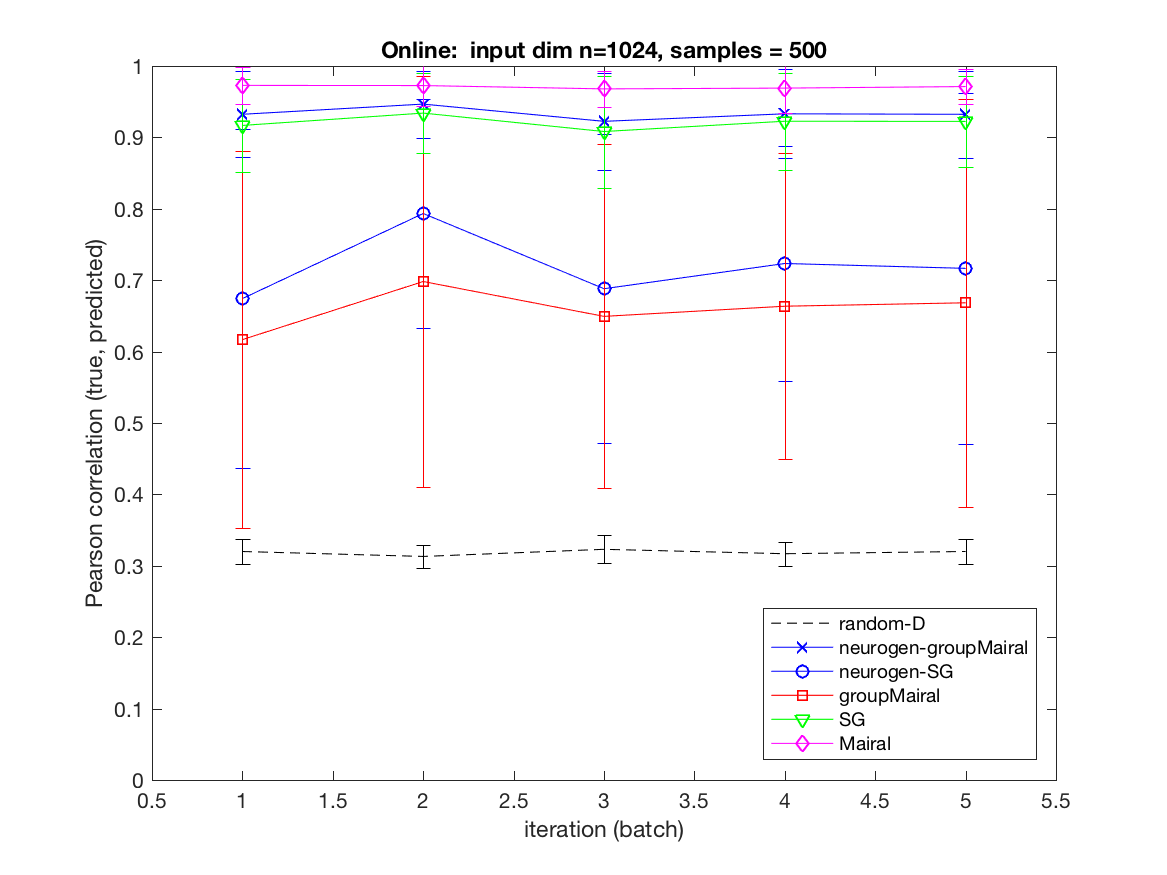 Online:  input dim n=1024, samples = 500
Pearson correlation (true, predicted)
1
0.9
0.8
0.7
0.6
0.5
0.4
0.3
0.2
0.1
0
0.5 1 1.5 2 2.5 3 3.5 4 4.5 5 5.5
iteration (batch)
random-D
neurogen-groupMairal
neurogen-SG
groupMairal
SG
Mairal